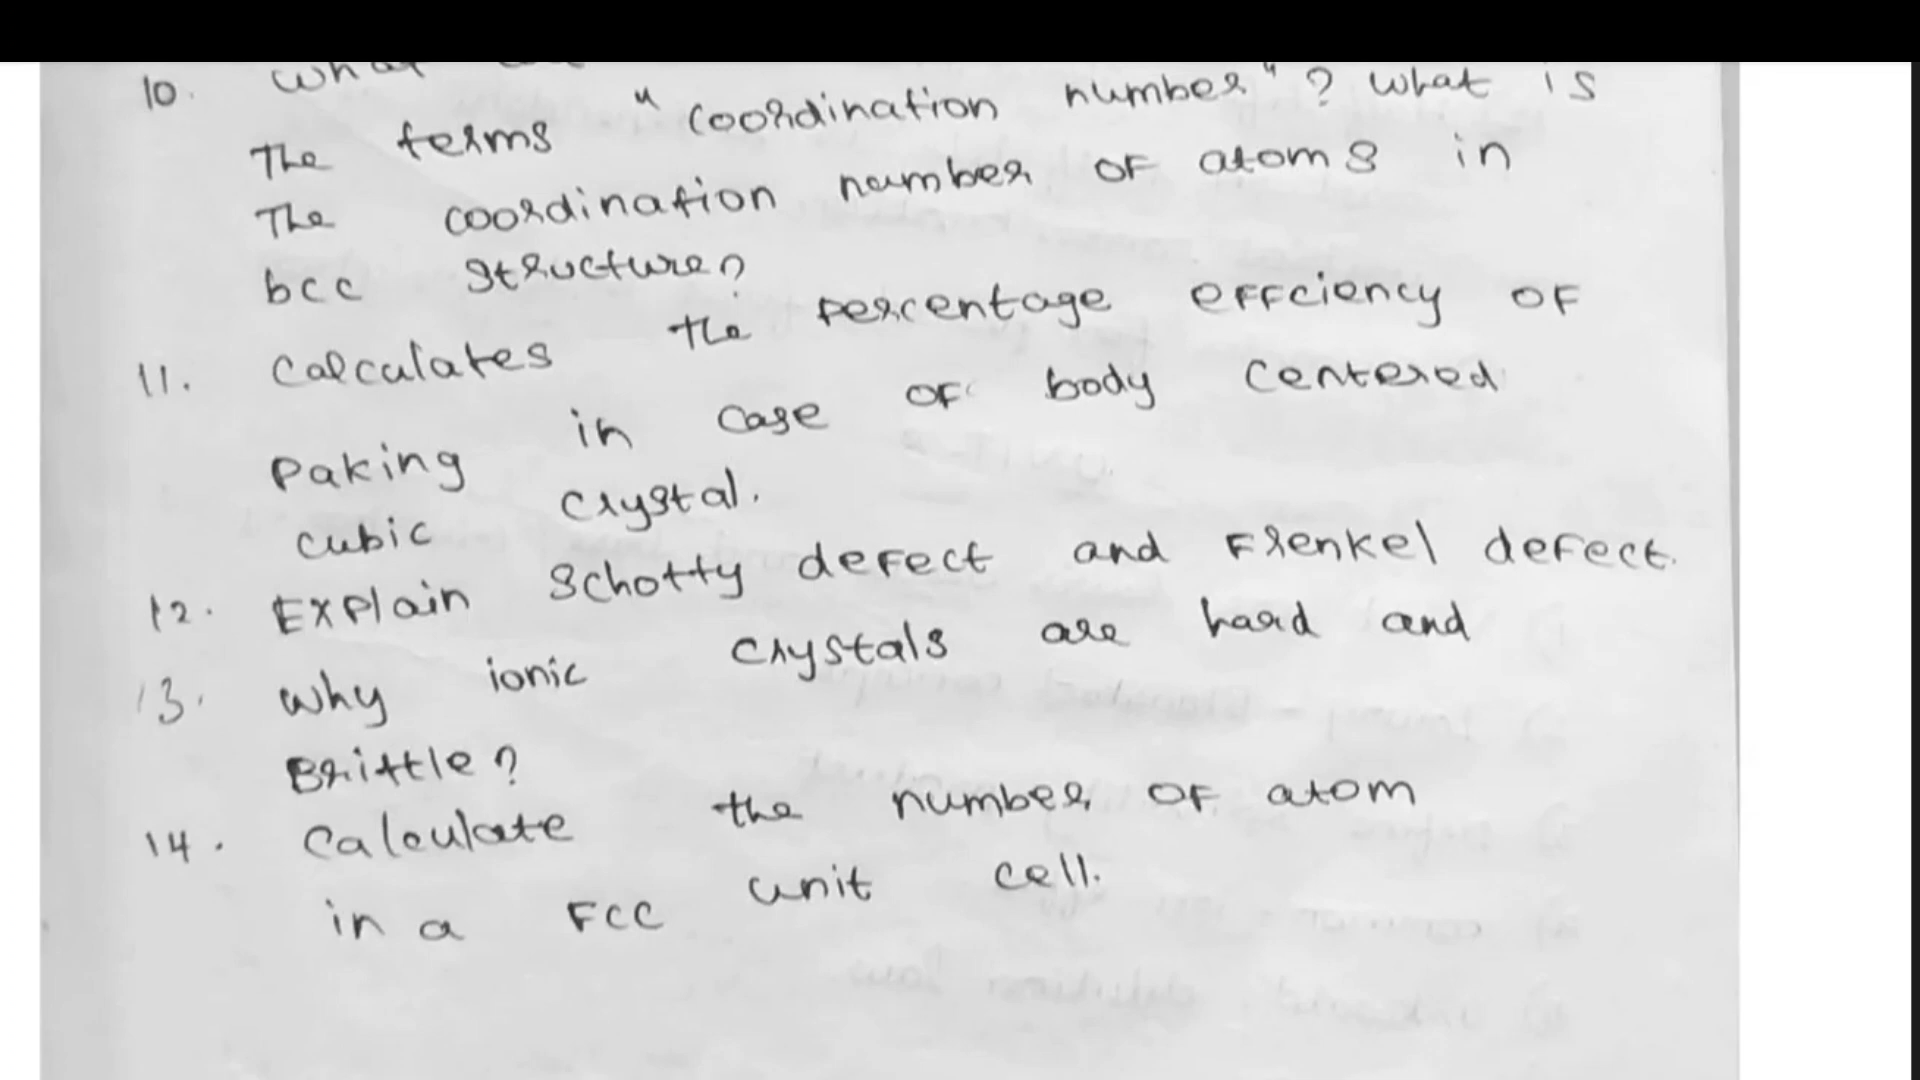 10. What
The terms "coordination number"? What is
The coordination number of atoms in
bcc structure?
11. Calculates the percentage effciency of
Paking in case of body centered
cubic crystal.
12. Explain Schotty defect and Frenkel defect.
13. Why ionic crystals are hard and
Brittle?
14. Calculate the number of atom
in a FCC unit cell.